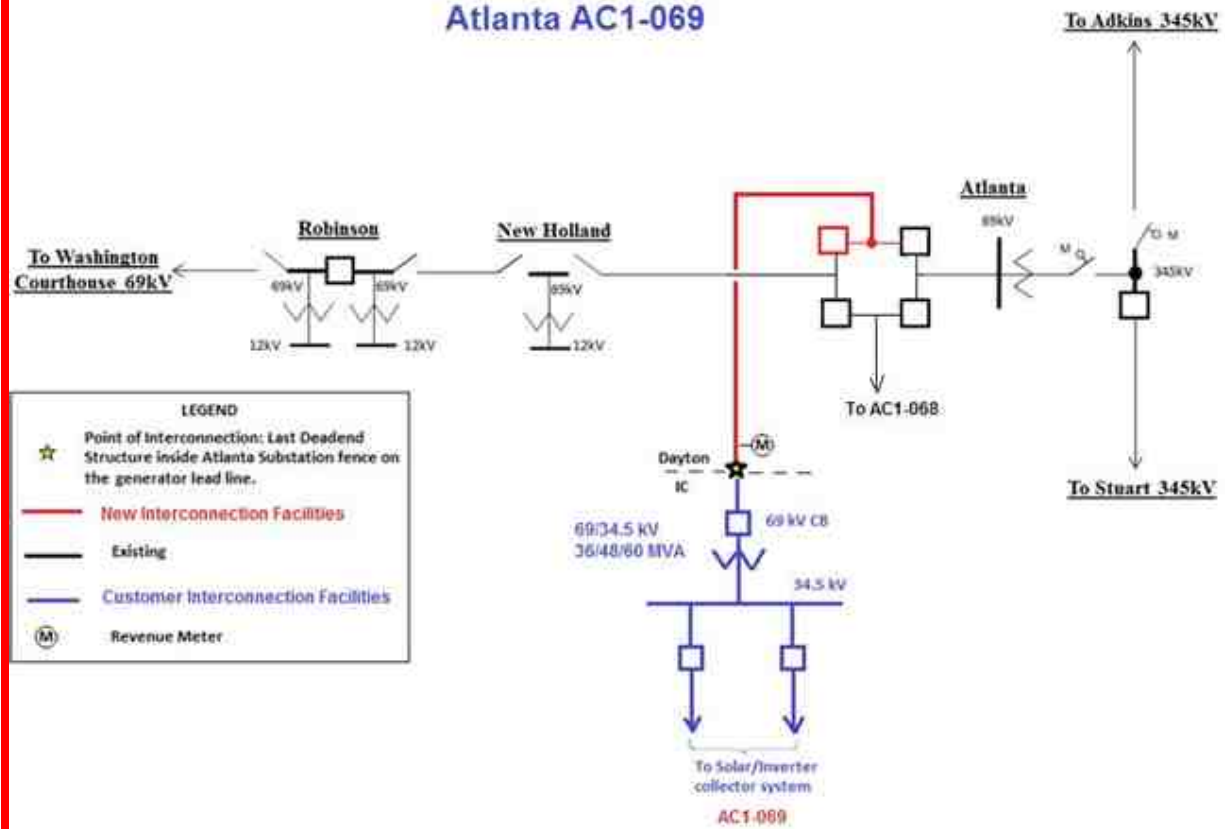 Atlanta AC1-069
To Adkins 345kV
Atlanta
69kV
M
M
345kV
Robinson
New Holland
To Washington
Courthouse 69kV
69kV
69kV
69kV
12kV
12kV
12kV
To AC1-068
To Stuart 345kV
LEGEND
Point of Interconnection: Last Deadend
Structure inside Atlanta Substation fence on
the generator lead line.
New Interconnection Facilities
Existing
Customer Interconnection Facilities
M
Revenue Meter
M
Dayton
IC
69/34.5 kV
36/48/60 MVA
69 kV CB
34.5 kV
To Solar/Inverter
collector system
AC1-069